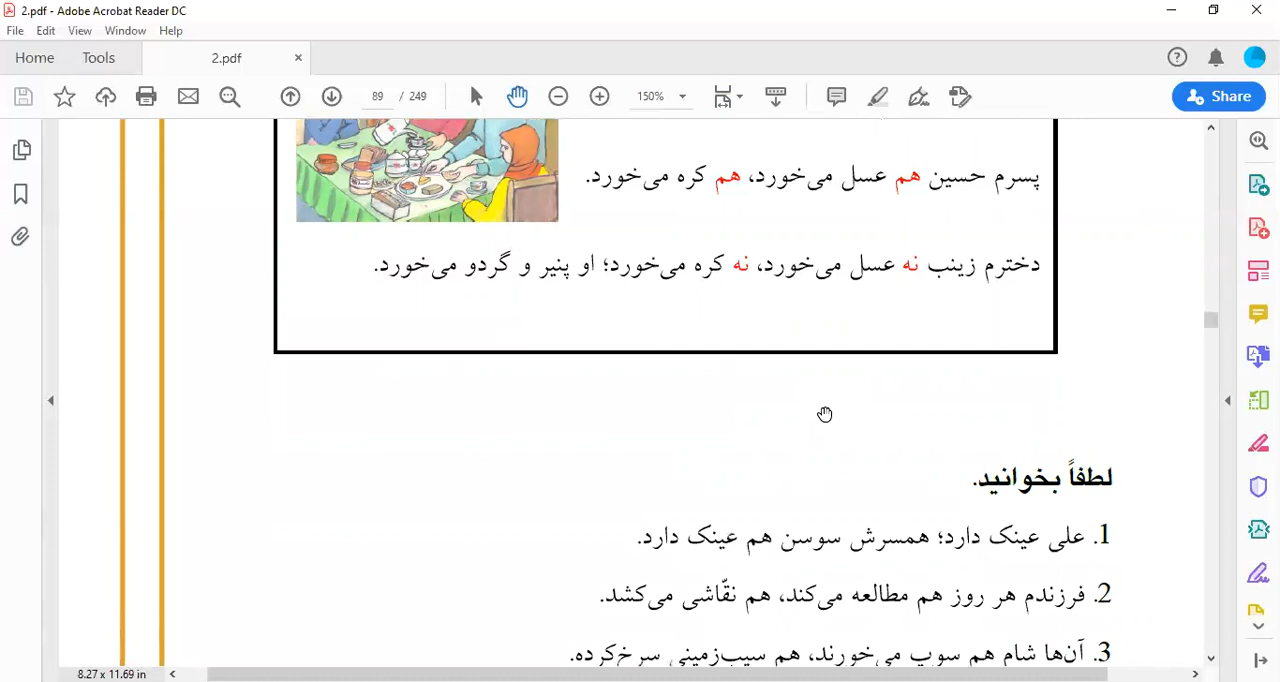 2.pdf - Adobe Acrobat Reader DC
File Edit View Window Help
Home Tools 2.pdf
89 / 249 150% Share
پسرم حسین هم عسل می‌خورد، هم کره می‌خورد.
دخترم زینب نه عسل می‌خورد، نه کره می‌خورد؛ او پنیر و گردو می‌خورد.
لطفاً بخوانید.
1. علی عینک دارد؛ همسرش سوسن هم عینک دارد.
2. فرزندم هر روز هم مطالعه می‌کند، هم نقّاشی می‌کشد.
3. آن‌ها شام هم سوپ می‌خورند، هم سیب‌زمینی سرخ‌کرده.
8.27 x 11.69 in